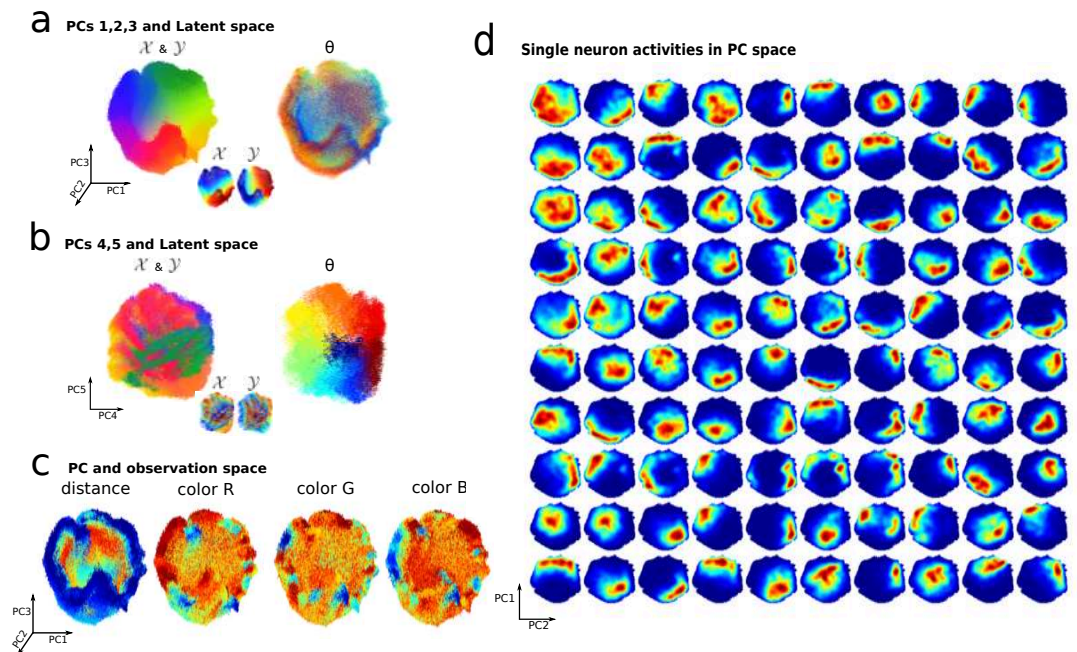 a PCs 1,2,3 and Latent space
𝒳 & 𝒴
θ
𝒳 𝒴
PC3
PC2
PC1
b PCs 4,5 and Latent space
𝒳 & 𝒴
θ
𝒳 𝒴
PC5
PC4
c PC and observation space
distance color R color G color B
PC3
PC2
PC1
d Single neuron activities in PC space
PC1
PC2